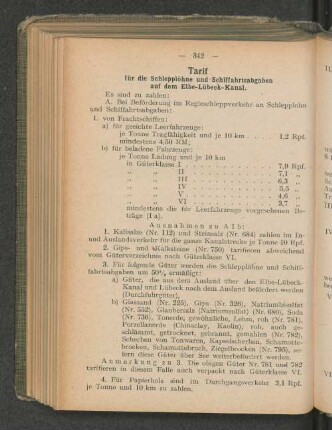 — 342 —
Tarif
für die Schlepplöhne und Schiffahrtsabgaben
auf dem Elbe-Lübeck-Kanal.
Es sind zu zahlen:
A. Bei Beförderung im Regieschleppverkehr an Schlepplöhnen
und Schiffahrtsabgaben:
1. von Frachtschiffen:
a) für geeichte Leerfahrzeuge:
je Tonne Tragfähigkeit und je 10 km . . . 1,2 Rpf.
mindestens 4,50 RM;
b) für beladene Fahrzeuge:
je Tonne Ladung und je 10 km
in Güterklasse I . . . 7,9 Rpf.
„ „ II . . . 7,1 „
„ „ III . . . 6,3 „
„ „ IV . . . 5,5 „
„ „ V . . . 4,6 „
„ „ VI . . . 3,7 „
mindestens die für Leerfahrzeuge vorgesehenen Be-
träge (1 a).
Ausnahmen zu A1b:
1. Kalisalze (Nr. 112) und Steinsalz (Nr. 684) zahlen im In-
und Auslandsverkehr für die ganze Kanalstrecke je Tonne 20 Rpf.
2. Gips- und Kalksteine (Nr. 750) tarifieren abweichend
vom Güterverzeichnis nach Güterklasse VI.
3. Für folgende Güter werden die Schlepplöhne und Schiff-
fahrtsabgaben um 50% ermäßigt:
a) Güter, die aus dem Ausland über den Elbe-Lübeck-
Kanal und Lübeck nach dem Ausland befördert werden
(Durchfuhrgüter),
b) Glassand (Nr. 225), Gips (Nr. 326), Natriumbisulfat
(Nr. 552), Glaubersalz (Natriumsulfat) (Nr. 680), Soda
(Nr. 736), Tonerde, gewöhnliche, Lehm, roh (Nr. 781),
Porzellanerde (Chinaclay, Kaolin), roh, auch ge-
schlämmt, getrocknet, geformt, gemahlen (Nr. 782),
Scherben von Tonwaren, Kapselscherben, Schamotte-
brocken, Schamottebruch, Ziegelbrocken (Nr. 795), so-
fern diese Güter über See weiterbefördert werden.
Anmerkung zu 3. Die obigen Güter Nr. 781 und 782
tarifieren in diesem Falle auch verpackt nach Güterklasse VI.
4. Für Papierholz sind im Durchgangsverkehr 3,1 Rpf.
je Tonne und 10 km zu zahlen.